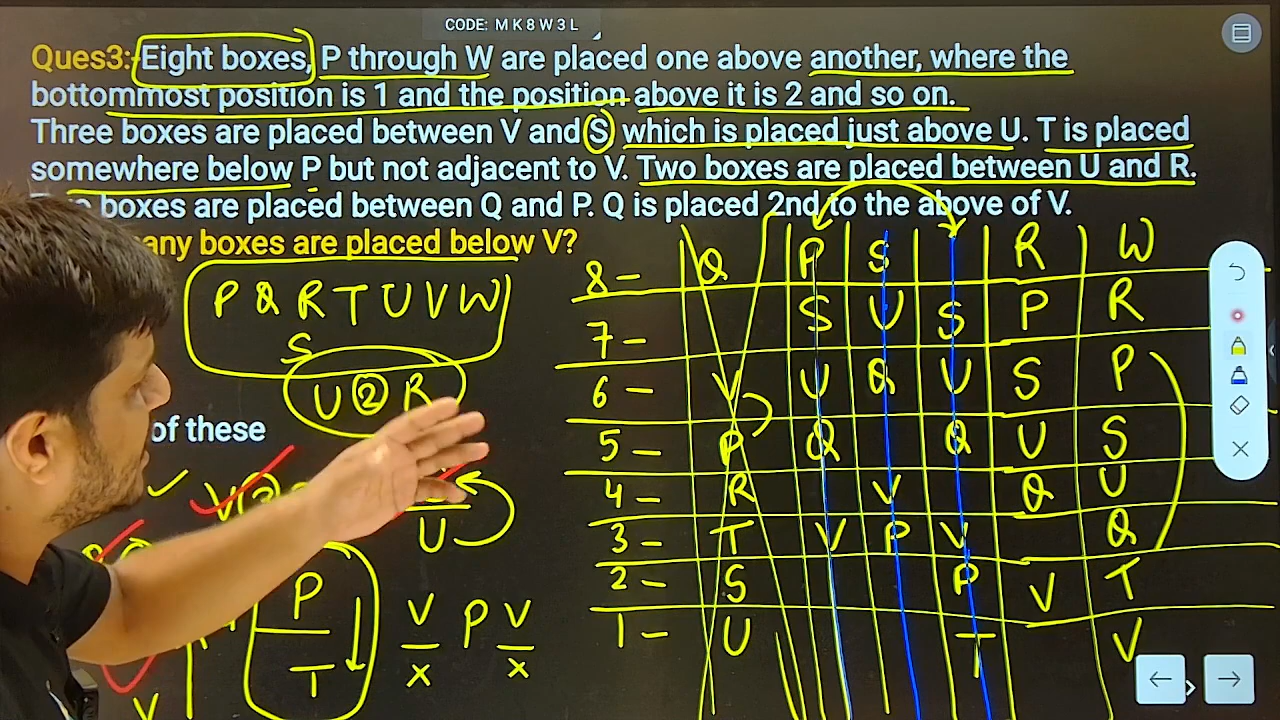 CODE: M K 8 W 3 L
Ques3:- Eight boxes, P through W are placed one above another, where the
bottommost position is 1 and the position above it is 2 and so on.
Three boxes are placed between V and S which is placed just above U. T is placed
somewhere below P but not adjacent to V. Two boxes are placed between U and R.
boxes are placed between Q and P. Q is placed 2nd to the above of V.
any boxes are placed below V?
P Q R T U V W
S
U 2 R
of these
V
U
P
T
V
x
P V
x
V
8 - Q P S R W
7 - S U S P R
6 - V U Q U S P
5 - P Q Q U S
4 - R V Q U
3 - T V P V Q
2 - S P V T
1 - U T V